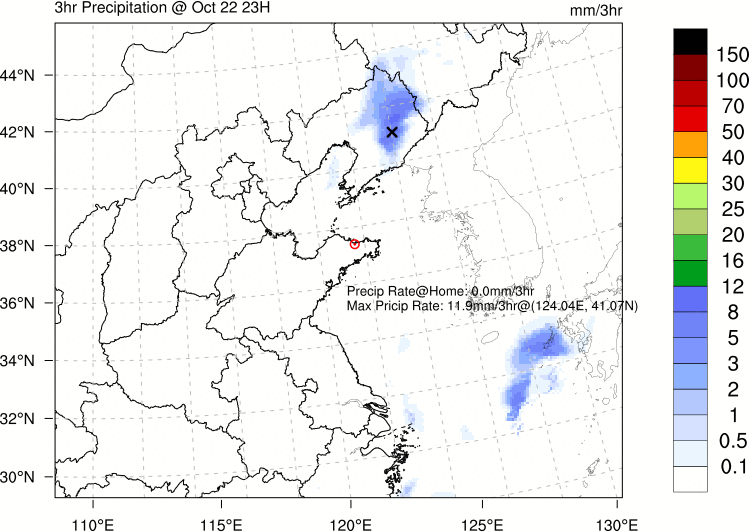 3hr Precipitation @ Oct 22 23H
mm/3hr
44°N
42°N
40°N
38°N
36°N
34°N
32°N
30°N
Precip Rate@Home: 0.0mm/3hr
Max Pricip Rate: 11.9mm/3hr@(124.04E, 41.07N)
110°E
115°E
120°E
125°E
130°E
150
100
70
50
40
30
25
20
16
12
8
5
3
2
1
0.5
0.1